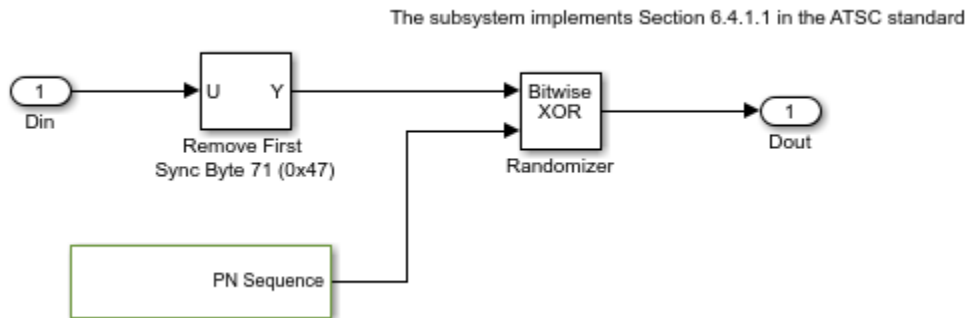 The subsystem implements Section 6.4.1.1 in the ATSC standard
1
Din
U Y
Remove First
Sync Byte 71 (0x47)
Bitwise
XOR
Randomizer
1
Dout
PN Sequence